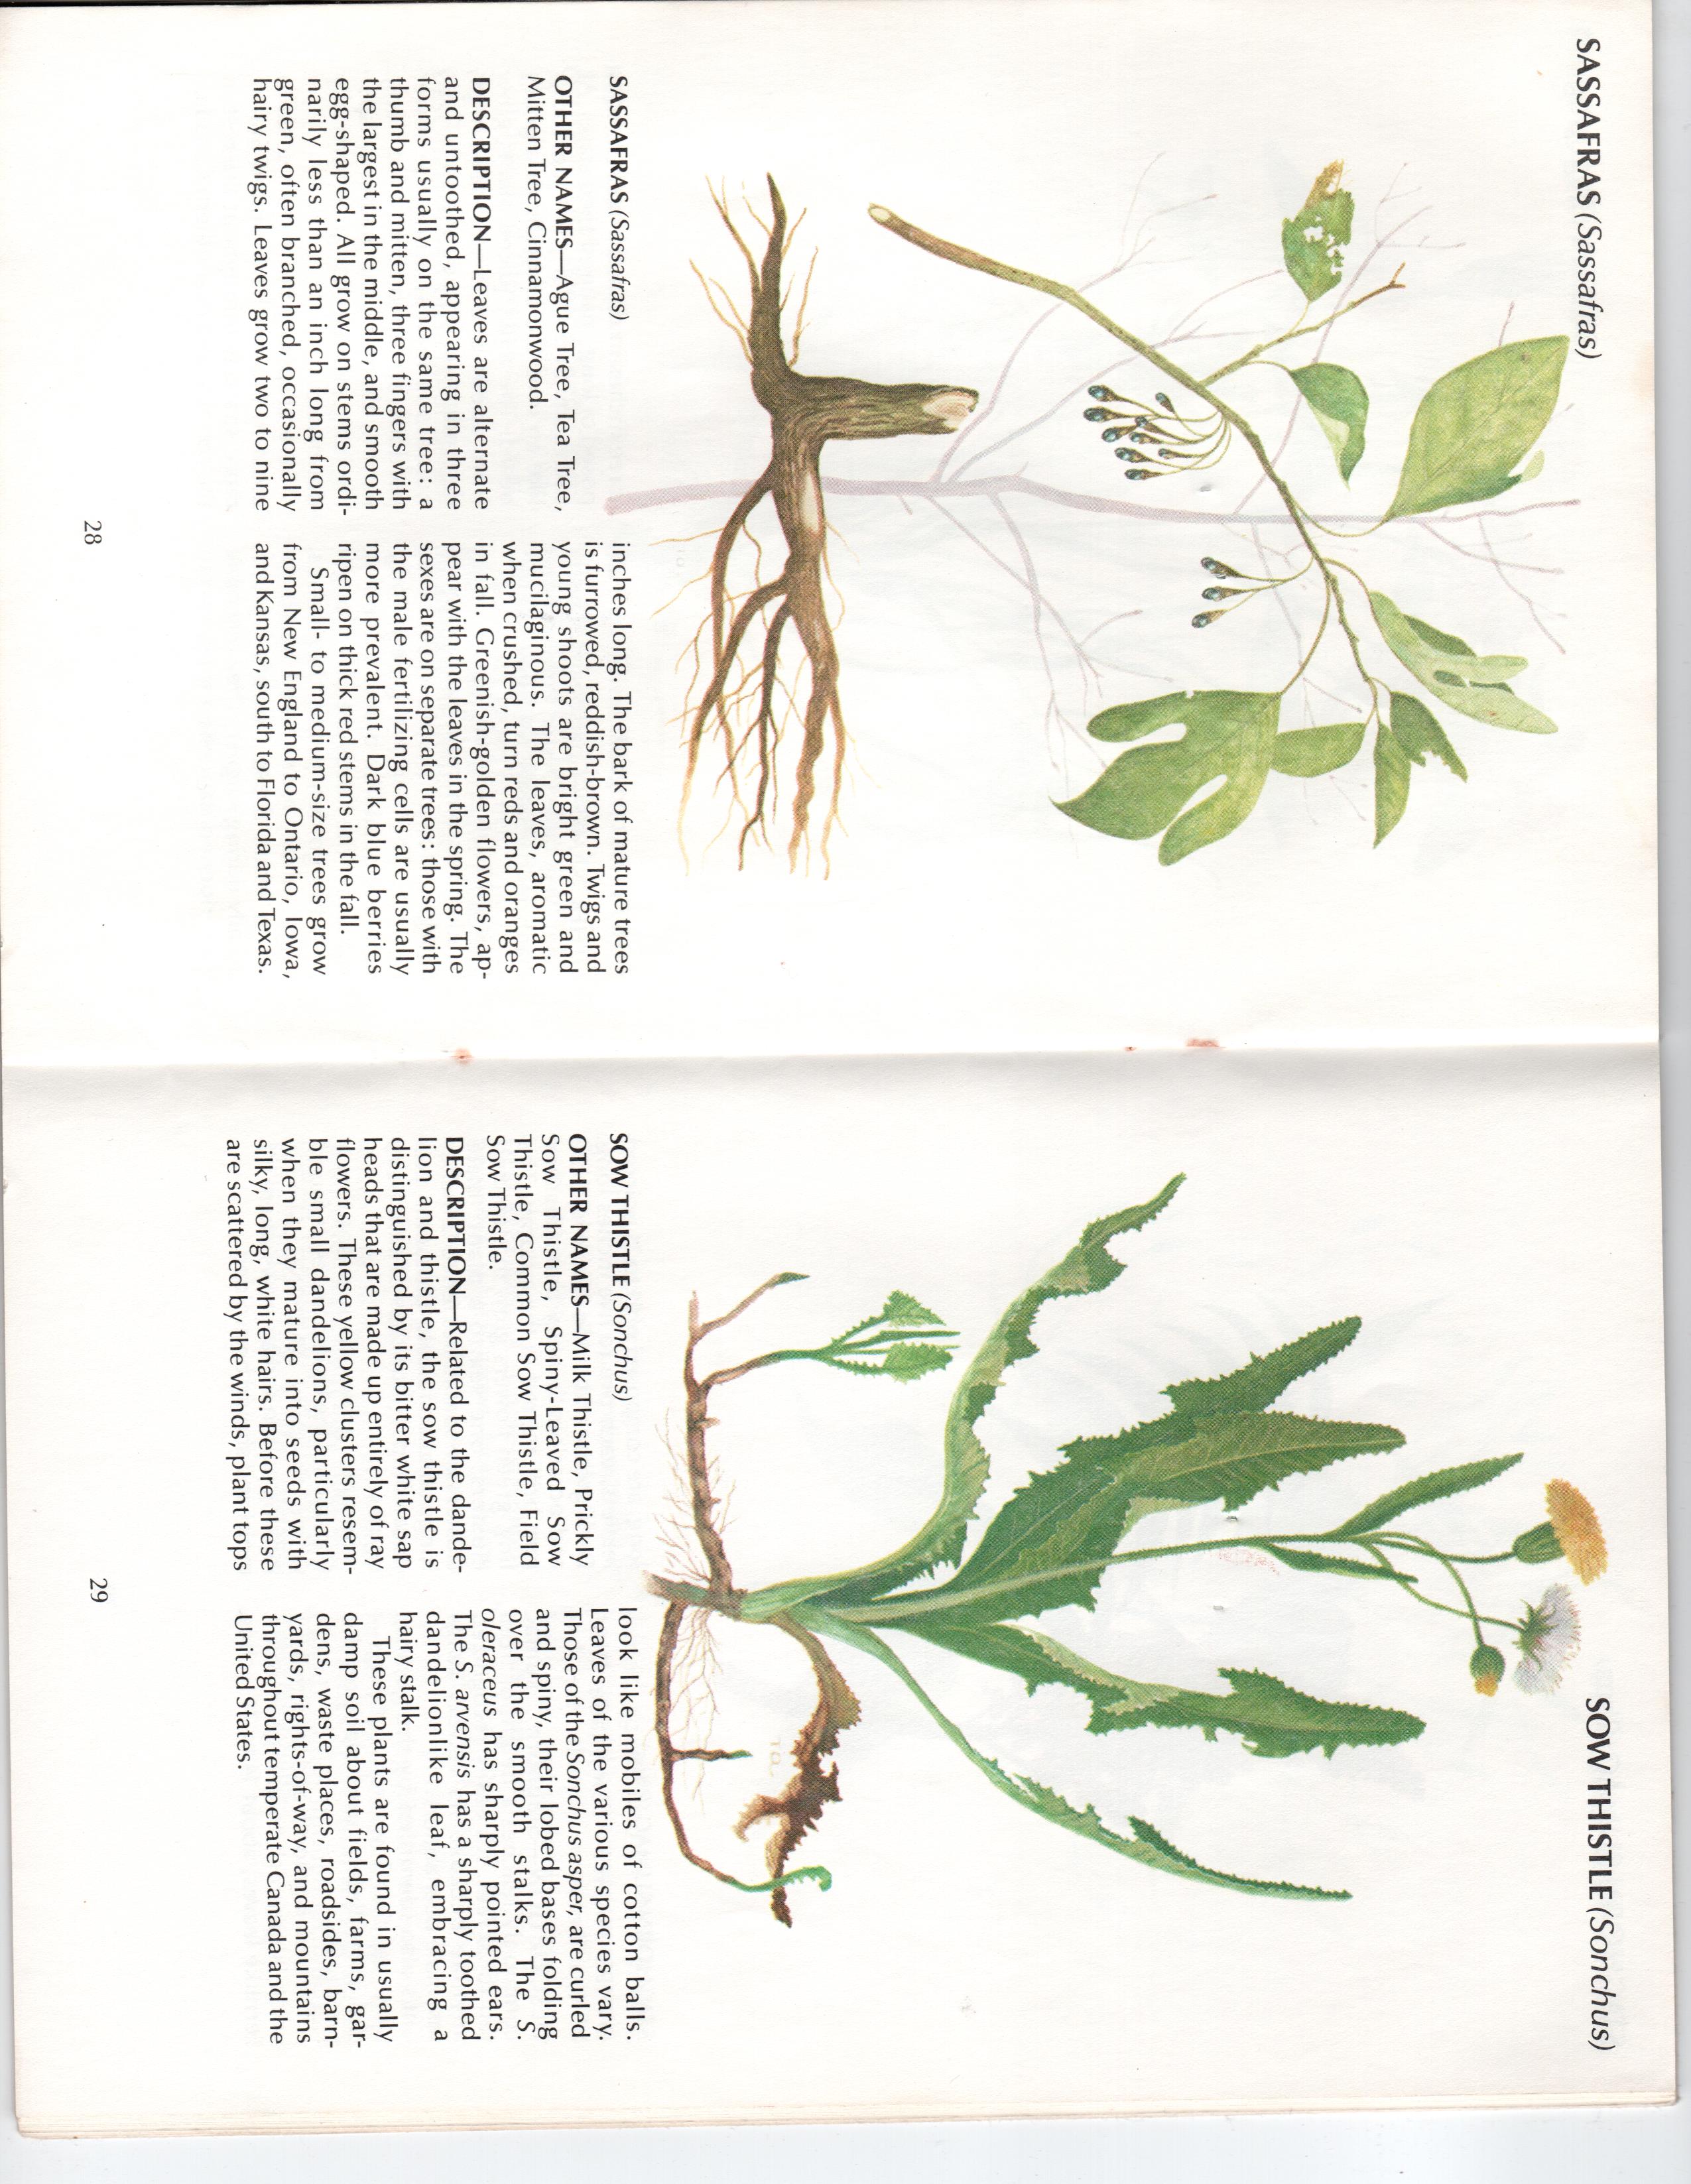 SASSAFRAS (Sassafras)
SASSAFRAS (Sassafras)
OTHER NAMES—Ague Tree, Tea Tree,
Mitten Tree, Cinnamonwood.
DESCRIPTION—Leaves are alternate
and untoothed, appearing in three
forms usually on the same tree: a
thumb and mitten, three fingers with
the largest in the middle, and smooth
egg-shaped. All grow on stems ordi-
narily less than an inch long from
green, often branched, occasionally
hairy twigs. Leaves grow two to nine
inches long. The bark of mature trees
is furrowed, reddish-brown. Twigs and
young shoots are bright green and
mucilaginous. The leaves, aromatic
when crushed, turn reds and oranges
in fall. Greenish-golden flowers, ap-
pear with the leaves in the spring. The
sexes are on separate trees: those with
the male fertilizing cells are usually
more prevalent. Dark blue berries
ripen on thick red stems in the fall.
Small- to medium-size trees grow
from New England to Ontario, Iowa,
and Kansas, south to Florida and Texas.
28
SOW THISTLE (Sonchus)
SOW THISTLE (Sonchus)
OTHER NAMES—Milk Thistle, Prickly
Sow Thistle, Spiny-Leaved Sow
Thistle, Common Sow Thistle, Field
Sow Thistle.
DESCRIPTION—Related to the dande-
lion and thistle, the sow thistle is
distinguished by its bitter white sap
heads that are made up entirely of ray
flowers. These yellow clusters resem-
ble small dandelions, particularly
when they mature into seeds with
silky, long, white hairs. Before these
are scattered by the winds, plant tops
look like mobiles of cotton balls.
Leaves of the various species vary.
Those of the Sonchus asper, are curled
and spiny, their lobed bases folding
over the smooth stalks. The S.
oleraceus has sharply pointed ears.
The S. arvensis has a sharply toothed
dandelionlike leaf, embracing a
hairy stalk.
These plants are found in usually
damp soil about fields, farms, gar-
dens, waste places, roadsides, barn-
yards, rights-of-way, and mountains
throughout temperate Canada and the
United States.
29